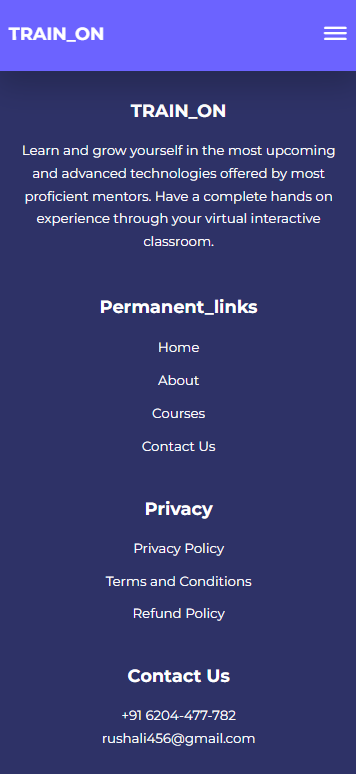 TRAIN_ON
TRAIN_ON
Learn and grow yourself in the most upcoming
and advanced technologies offered by most
proficient mentors. Have a complete hands on
experience through your virtual interactive
classroom.
Permanent_links
Home
About
Courses
Contact Us
Privacy
Privacy Policy
Terms and Conditions
Refund Policy
Contact Us
+91 6204-477-782
rushali456@gmail.com